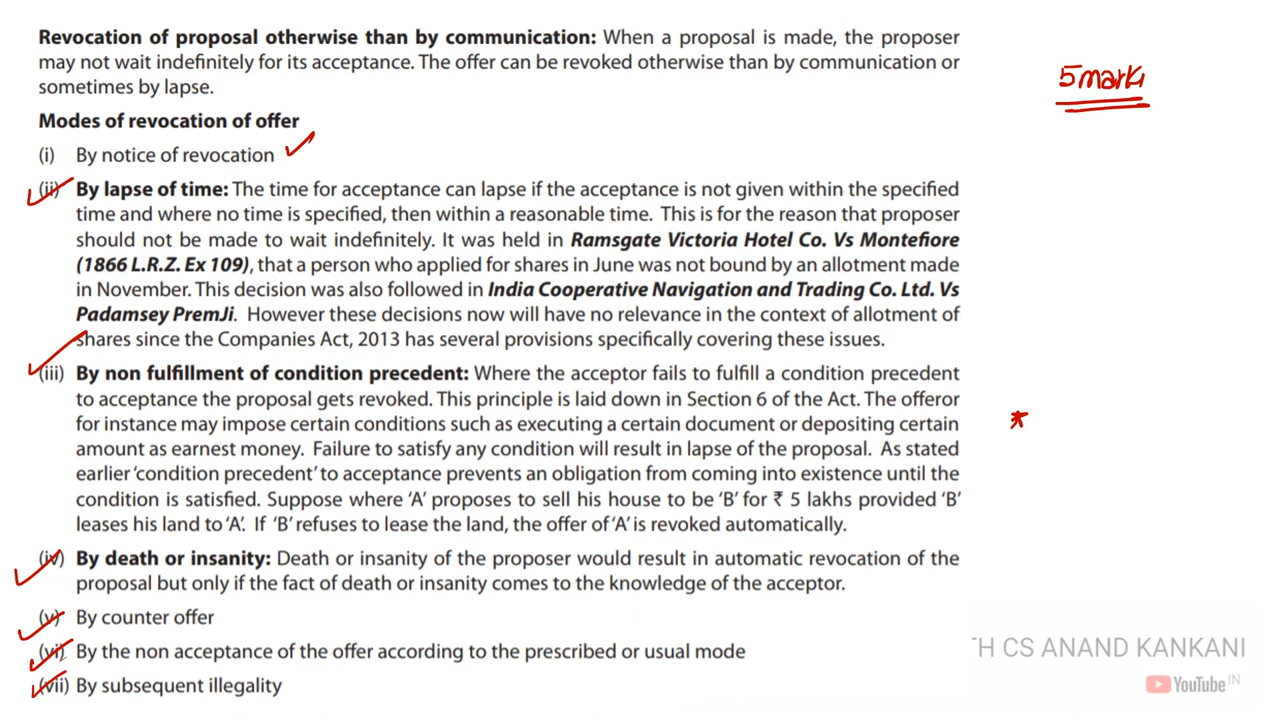 Revocation of proposal otherwise than by communication: When a proposal is made, the proposer
may not wait indefinitely for its acceptance. The offer can be revoked otherwise than by communication or
sometimes by lapse.
5 mark
Modes of revocation of offer
(i) By notice of revocation
(ii) By lapse of time: The time for acceptance can lapse if the acceptance is not given within the specified
time and where no time is specified, then within a reasonable time. This is for the reason that proposer
should not be made to wait indefinitely. It was held in Ramsgate Victoria Hotel Co. Vs Montefiore
(1866 L.R.Z. Ex 109), that a person who applied for shares in June was not bound by an allotment made
in November. This decision was also followed in India Cooperative Navigation and Trading Co. Ltd. Vs
Padamsey PremJi. However these decisions now will have no relevance in the context of allotment of
shares since the Companies Act, 2013 has several provisions specifically covering these issues.
(iii) By non fulfillment of condition precedent: Where the acceptor fails to fulfill a condition precedent
to acceptance the proposal gets revoked. This principle is laid down in Section 6 of the Act. The offeror
for instance may impose certain conditions such as executing a certain document or depositing certain
amount as earnest money. Failure to satisfy any condition will result in lapse of the proposal. As stated
earlier 'condition precedent' to acceptance prevents an obligation from coming into existence until the
condition is satisfied. Suppose where 'A' proposes to sell his house to be 'B' for ₹ 5 lakhs provided 'B'
leases his land to 'A'. If 'B' refuses to lease the land, the offer of 'A' is revoked automatically.
(iv) By death or insanity: Death or insanity of the proposer would result in automatic revocation of the
proposal but only if the fact of death or insanity comes to the knowledge of the acceptor.
(v) By counter offer
(vi) By the non acceptance of the offer according to the prescribed or usual mode
(vii) By subsequent illegality
TH CS ANAND KANKANI
YouTube IN